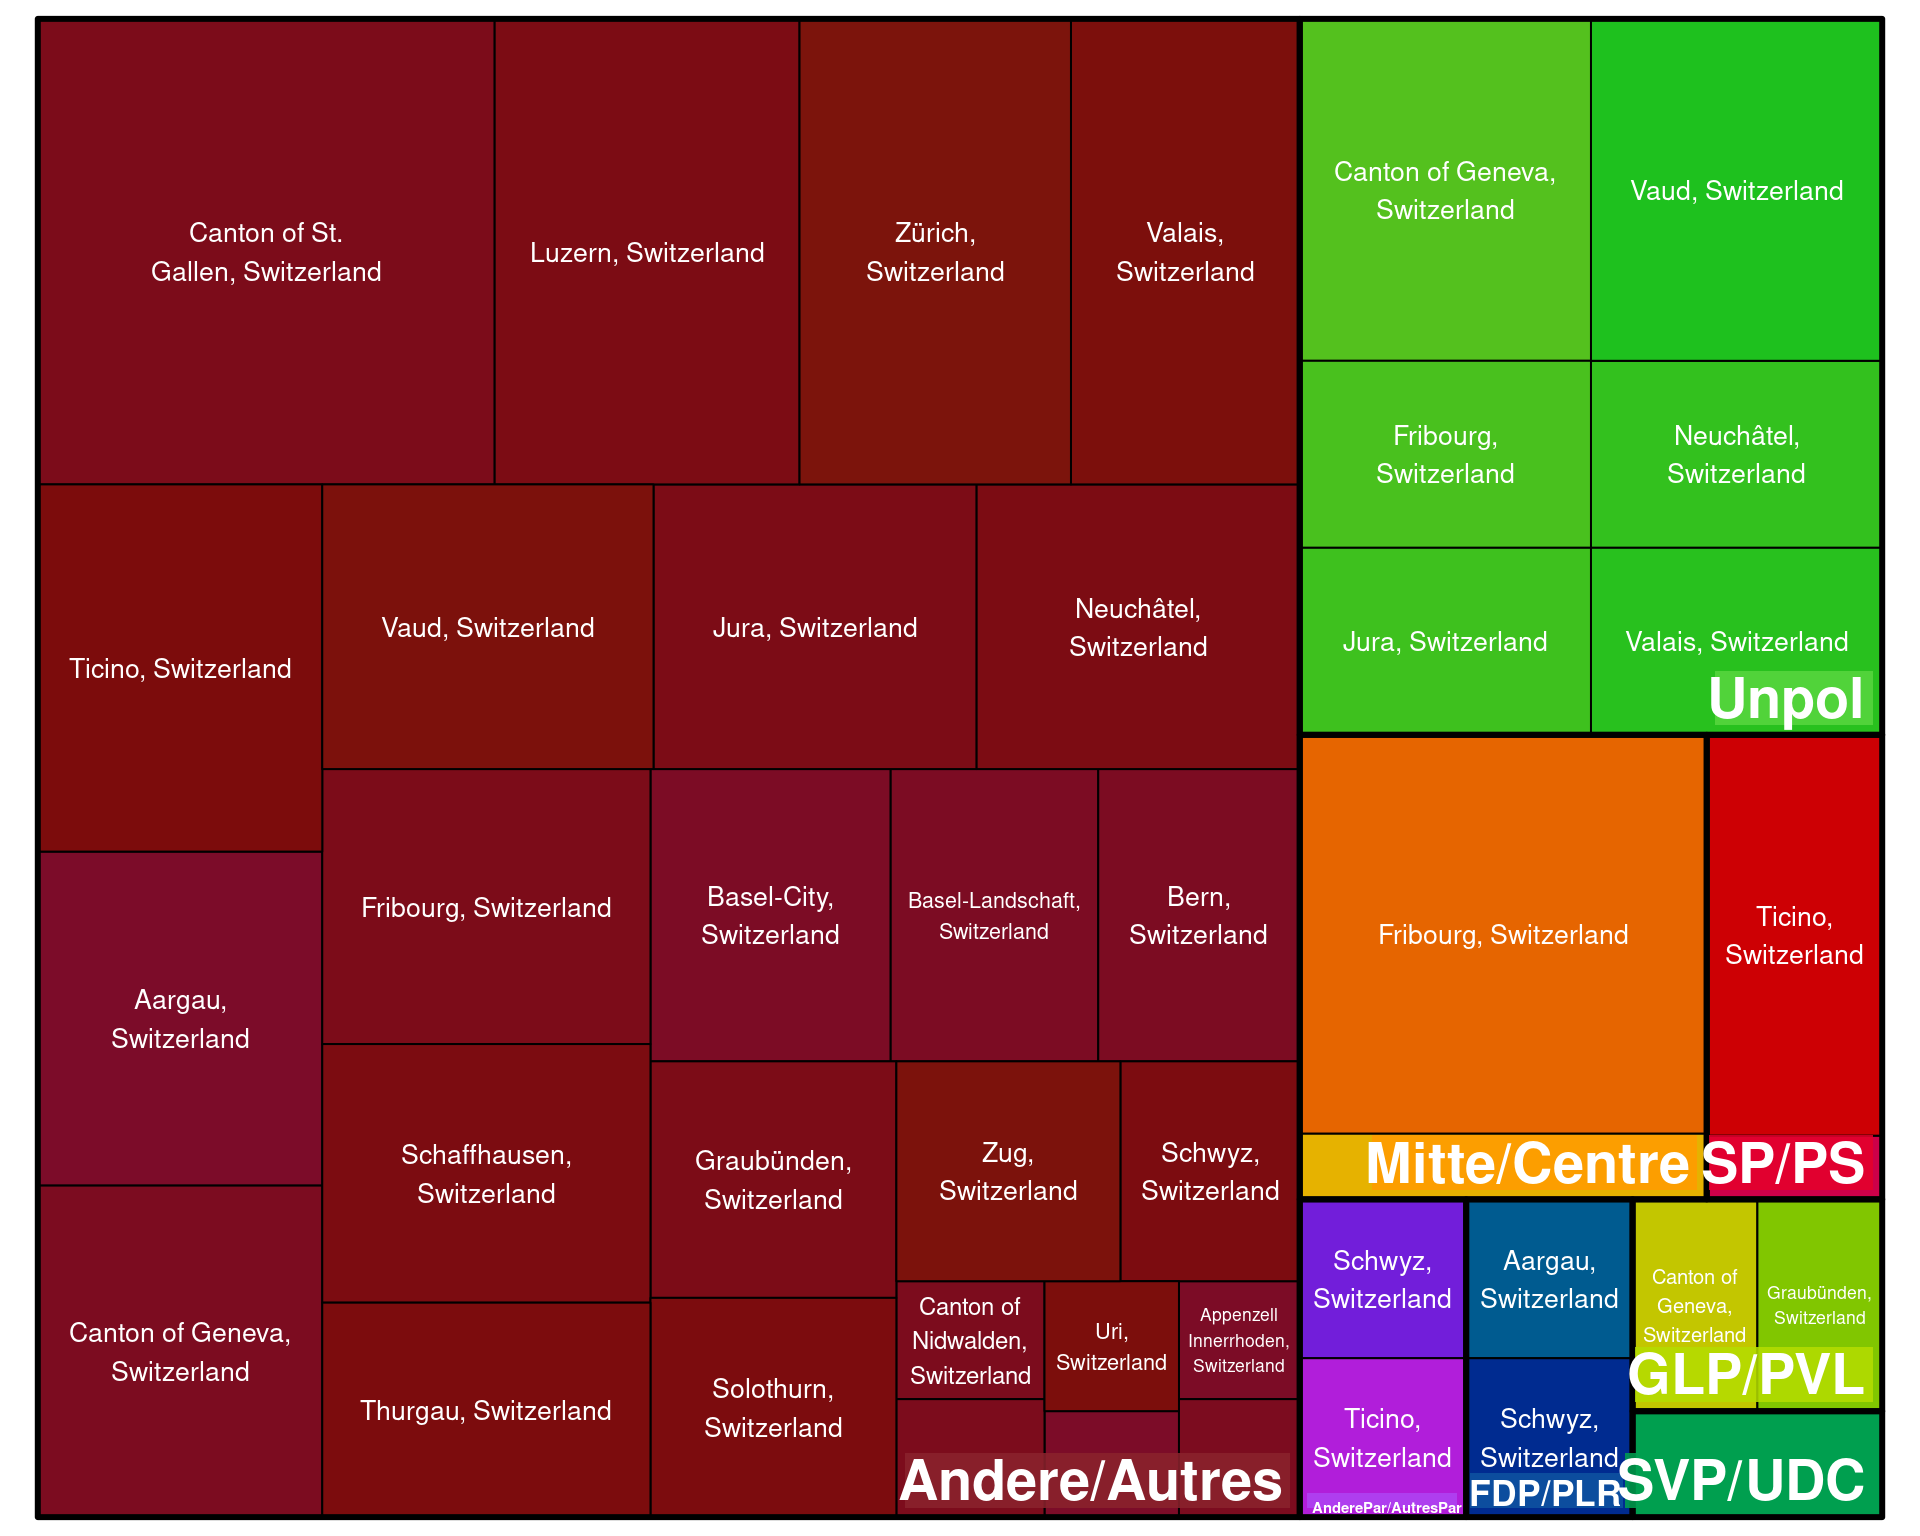 Canton of St.
Gallen, Switzerland
Luzern, Switzerland
Zürich,
Switzerland
Valais,
Switzerland
Ticino, Switzerland
Vaud, Switzerland
Jura, Switzerland
Neuchâtel,
Switzerland
Aargau,
Switzerland
Fribourg, Switzerland
Basel-City,
Switzerland
Basel-Landschaft,
Switzerland
Bern,
Switzerland
Canton of Geneva,
Switzerland
Schaffhausen,
Switzerland
Thurgau, Switzerland
Graubünden,
Switzerland
Solothurn,
Switzerland
Zug,
Switzerland
Schwyz,
Switzerland
Canton of
Nidwalden,
Switzerland
Uri,
Switzerland
Appenzell
Innerrhoden,
Switzerland
Andere/Autres
Canton of Geneva,
Switzerland
Vaud, Switzerland
Fribourg,
Switzerland
Neuchâtel,
Switzerland
Jura, Switzerland
Valais, Switzerland
Unpol
Fribourg, Switzerland
Mitte/Centre
Ticino,
Switzerland
SP/PS
Schwyz,
Switzerland
Ticino,
Switzerland
AnderePar/AutresPar
Aargau,
Switzerland
Schwyz,
Switzerland
FDP/PLR
Canton of
Geneva,
Switzerland
Graubünden,
Switzerland
GLP/PVL
SVP/UDC